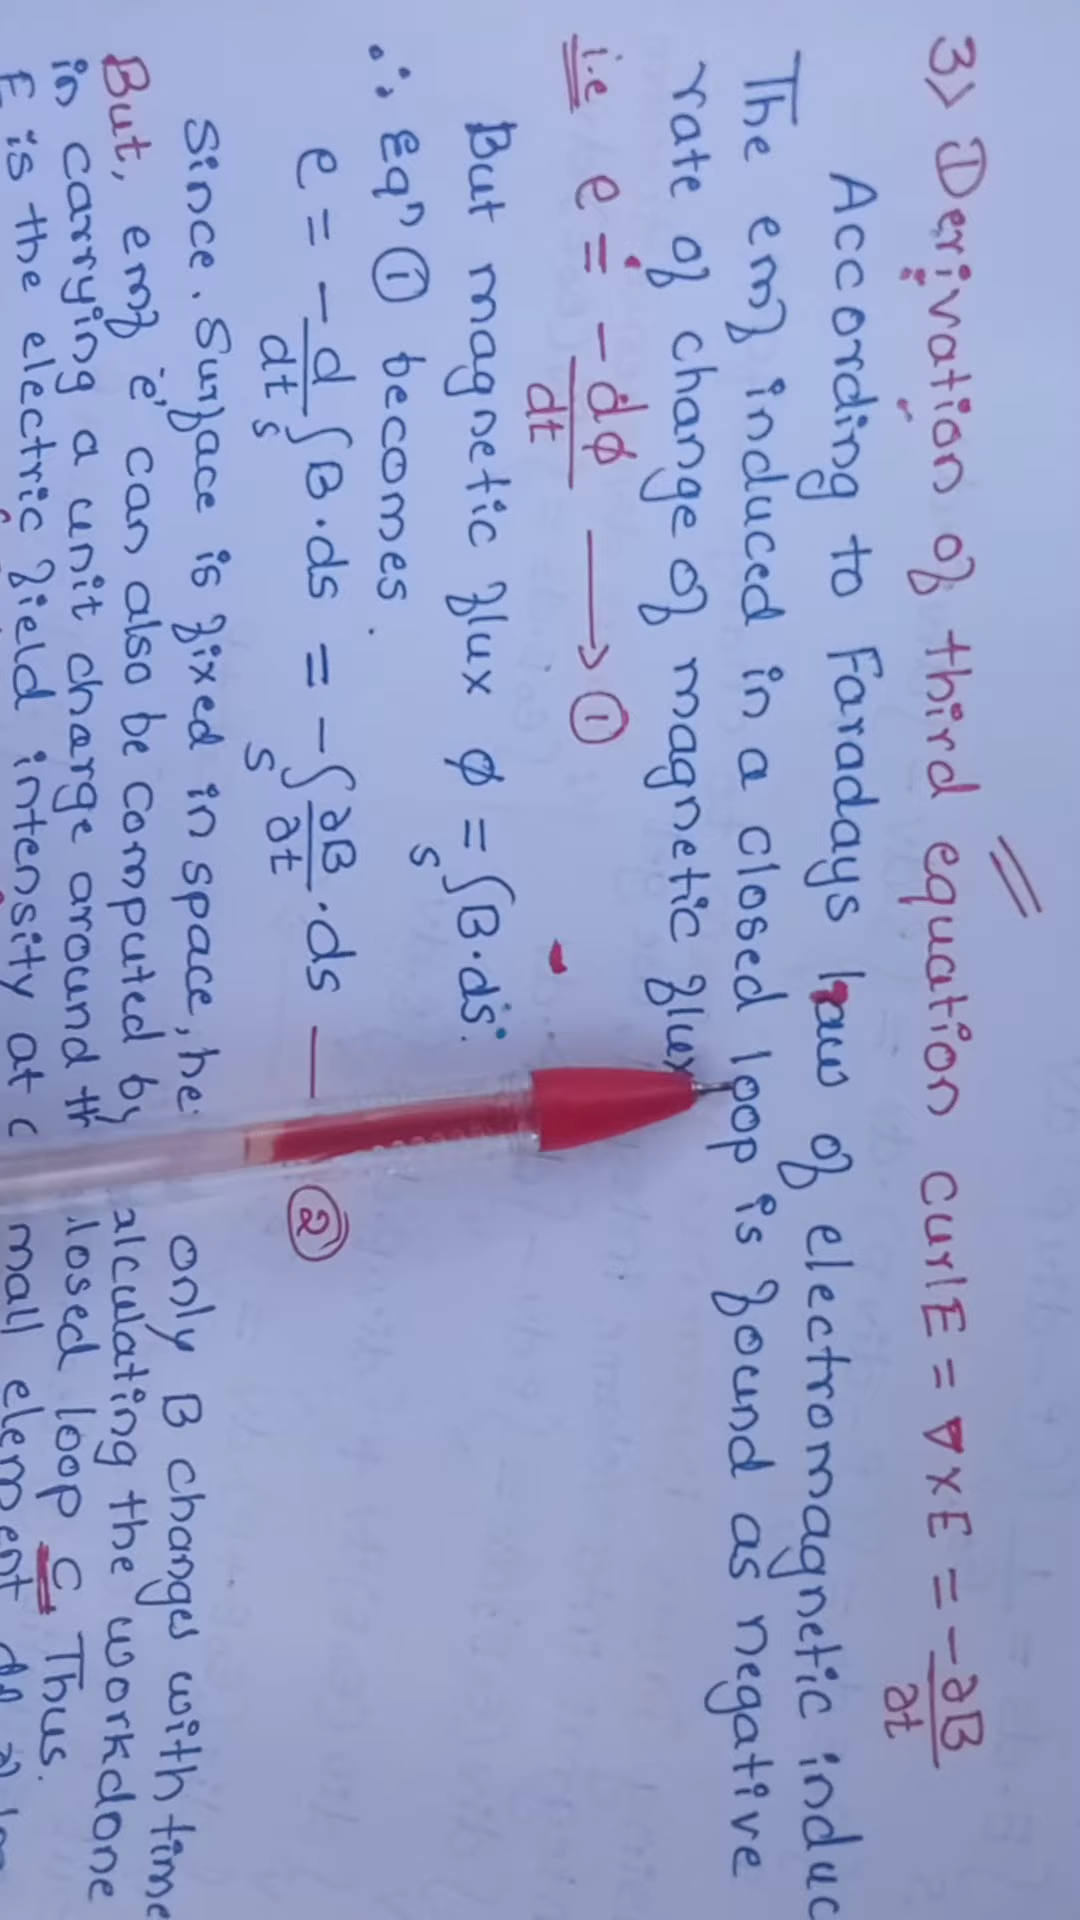 3> Derivation of third equation curlE = ∇xE = -∂B/∂t
According to Faradays law of electromagnetic induc
The emf induced in a closed loop is found as negative
rate of change of magnetic flux
i.e e = -dφ/dt → ①
But magnetic flux φ = ∫s B.ds.
∴ Eqn ① becomes.
e = -d/dt ∫s B.ds = -∫s ∂B/∂t .ds — ②
Since. Surface is fixed in space, he only B changes with time
But, emf 'e' can also be computed by alculating the workdone
in carrying a unit charge around th losed loop C Thus.
E is the electric field intensity at mall element